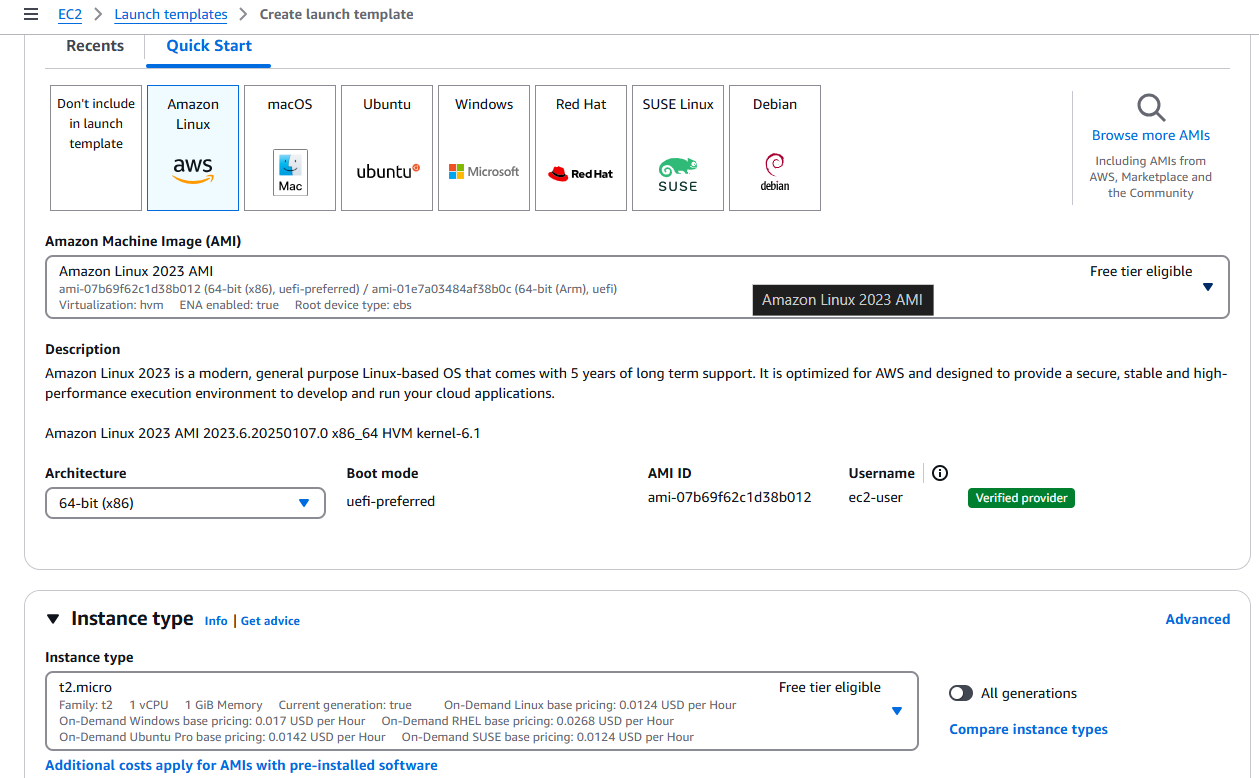 EC2 > Launch templates > Create launch template
Recents Quick Start
Don't include in launch template
Amazon Linux
aws
macOS
Mac
Ubuntu
ubuntu
Windows
Microsoft
Red Hat
Red Hat
SUSE Linux
SUSE
Debian
debian
Browse more AMIs
Including AMIs from
AWS, Marketplace and
the Community
Amazon Machine Image (AMI)
Amazon Linux 2023 AMI Free tier eligible
ami-07b69f62c1d38b012 (64-bit (x86), uefi-preferred) / ami-01e7a03484af38b0c (64-bit (Arm), uefi)
Virtualization: hvm ENA enabled: true Root device type: ebs
Amazon Linux 2023 AMI
Description
Amazon Linux 2023 is a modern, general purpose Linux-based OS that comes with 5 years of long term support. It is optimized for AWS and designed to provide a secure, stable and high-
performance execution environment to develop and run your cloud applications.
Amazon Linux 2023 AMI 2023.6.20250107.0 x86_64 HVM kernel-6.1
Architecture Boot mode AMI ID Username
64-bit (x86) uefi-preferred ami-07b69f62c1d38b012 ec2-user Verified provider
Instance type Info | Get advice Advanced
Instance type
t2.micro Free tier eligible
Family: t2 1 vCPU 1 GiB Memory Current generation: true On-Demand Linux base pricing: 0.0124 USD per Hour
On-Demand Windows base pricing: 0.017 USD per Hour On-Demand RHEL base pricing: 0.0268 USD per Hour
On-Demand Ubuntu Pro base pricing: 0.0142 USD per Hour On-Demand SUSE base pricing: 0.0124 USD per Hour
All generations
Compare instance types
Additional costs apply for AMIs with pre-installed software